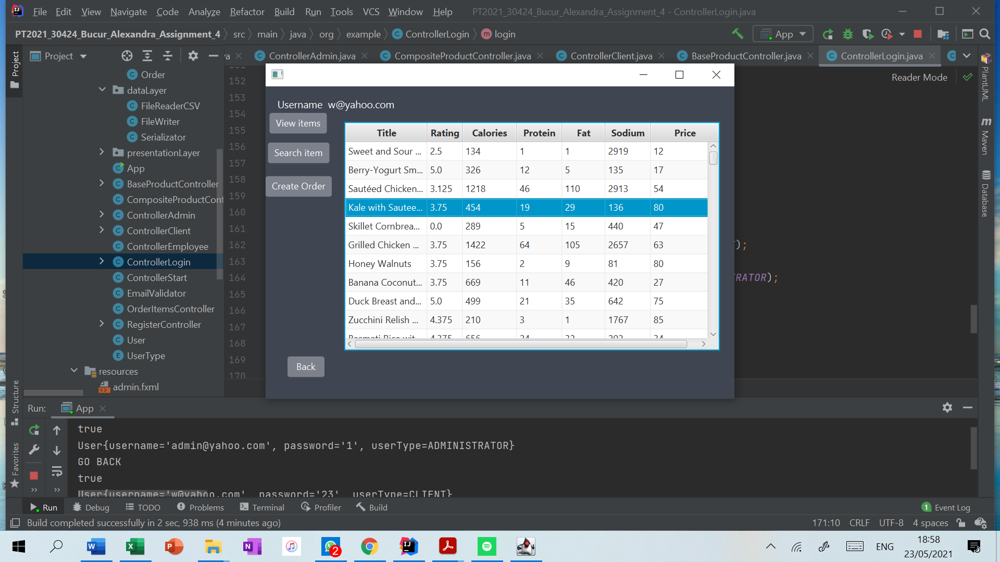 File Edit View Navigate Code Analyze Refactor Build Run Tools VCS Window Help PT2021_30424_Bucur_Alexandra_Assignment_4 - ControllerLogin.java
PT2021_30424_Bucur_Alexandra_Assignment_4 src main java org example ControllerLogin login App
Project
ControllerAdmin.java CompositeProductController.java ControllerClient.java BaseProductController.java ControllerLogin.java
Reader Mode
Project
Structure
Favorites
PlantUML
Maven
Database
Order
dataLayer
FileReaderCSV
FileWriter
Serializator
presentationLayer
App
BaseProductController
CompositeProductCont
ControllerAdmin
ControllerClient
ControllerEmployee
ControllerLogin
ControllerStart
EmailValidator
OrderItemsController
RegisterController
User
UserType
resources
admin.fxml
152
153
154
155
156
157
158
159
160
161
162
163
164
165
166
167
168
169
170
);
RATOR);
Username w@yahoo.com
View items
Search item
Create Order
Back
Title Rating Calories Protein Fat Sodium Price
Sweet and Sour ... 2.5 134 1 1 2919 12
Berry-Yogurt Sm... 5.0 326 12 5 135 17
Sautéed Chicken... 3.125 1218 46 110 2913 54
Kale with Sautee... 3.75 454 19 29 136 80
Skillet Cornbrea... 0.0 289 5 15 440 47
Grilled Chicken ... 3.75 1422 64 105 2657 63
Honey Walnuts 3.75 156 2 9 81 80
Banana Coconut... 3.75 669 11 46 420 27
Duck Breast and... 5.0 499 21 35 642 75
Zucchini Relish ... 4.375 210 3 1 1767 85
Basmati Rice wit... 4.375 656 24 32 202 34
Run: App
true
User{username='admin@yahoo.com', password='1', userType=ADMINISTRATOR}
GO BACK
true
User{username='w@yahoo.com', password='23', userType=CLIENT}
Run Debug TODO Problems Terminal Profiler Build 1 Event Log
Build completed successfully in 2 sec, 938 ms (4 minutes ago) 171:10 CRLF UTF-8 4 spaces
2 ENG 18:58
23/05/2021